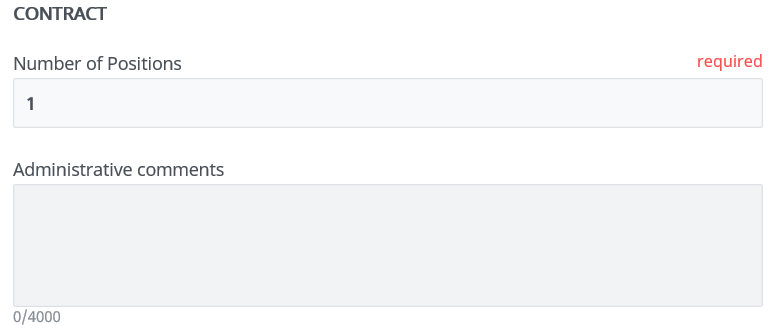 CONTRACT
Number of Positions required
1
Administrative comments
0/4000